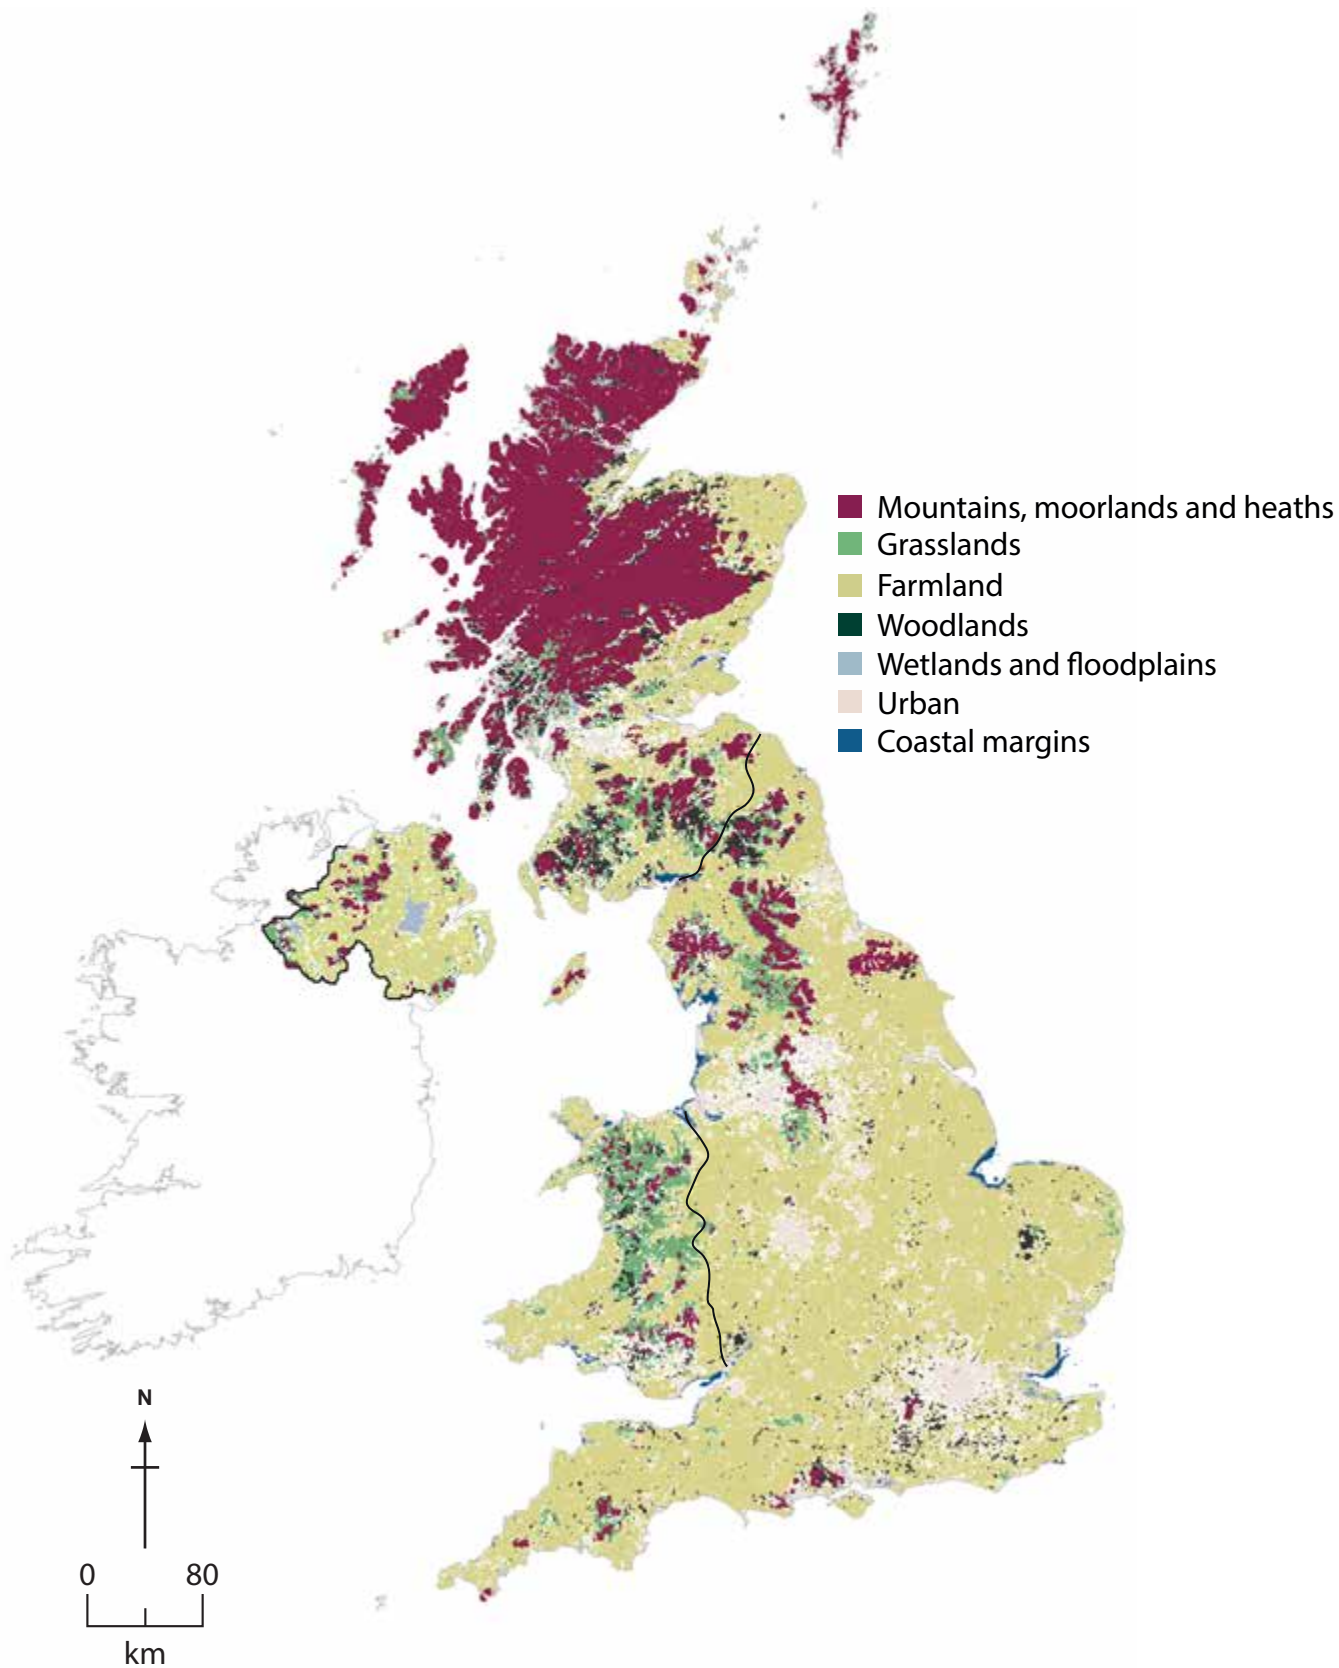 Mountains, moorlands and heaths
Grasslands
Farmland
Woodlands
Wetlands and floodplains
Urban
Coastal margins
N
0 80
km